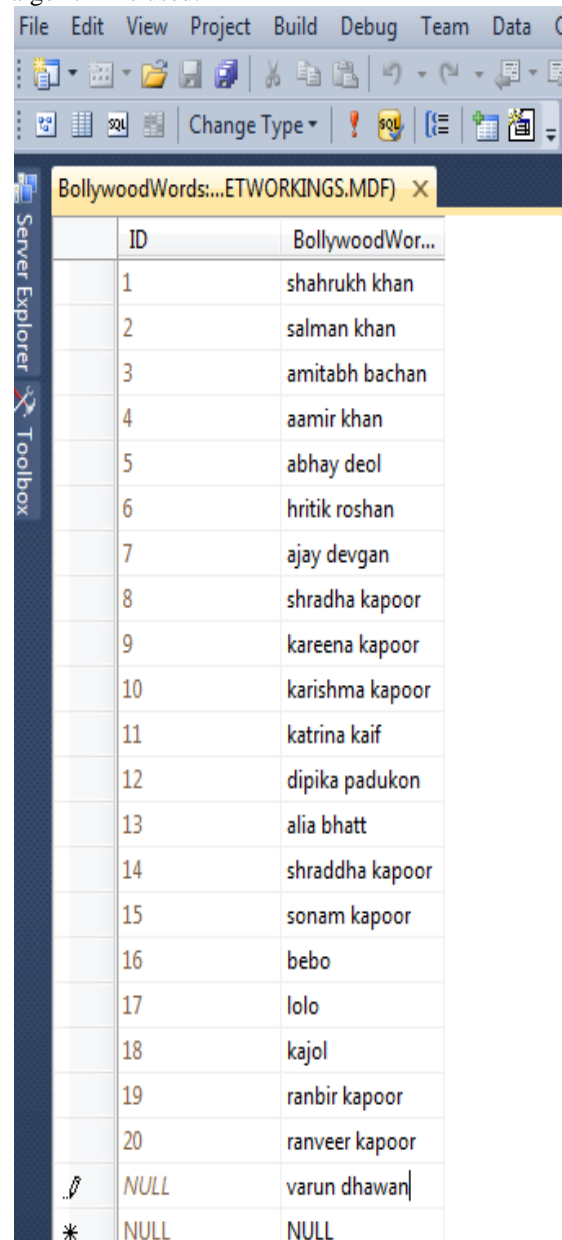 File Edit View Project Build Debug Team Data
Change Type
BollywoodWords:...ETWORKINGS.MDF)
Server Explorer
Toolbox
ID BollywoodWor...
1 shahrukh khan
2 salman khan
3 amitabh bachan
4 aamir khan
5 abhay deol
6 hritik roshan
7 ajay devgan
8 shradha kapoor
9 kareena kapoor
10 karishma kapoor
11 katrina kaif
12 dipika padukon
13 alia bhatt
14 shraddha kapoor
15 sonam kapoor
16 bebo
17 lolo
18 kajol
19 ranbir kapoor
20 ranveer kapoor
NULL varun dhawan
NULL NULL